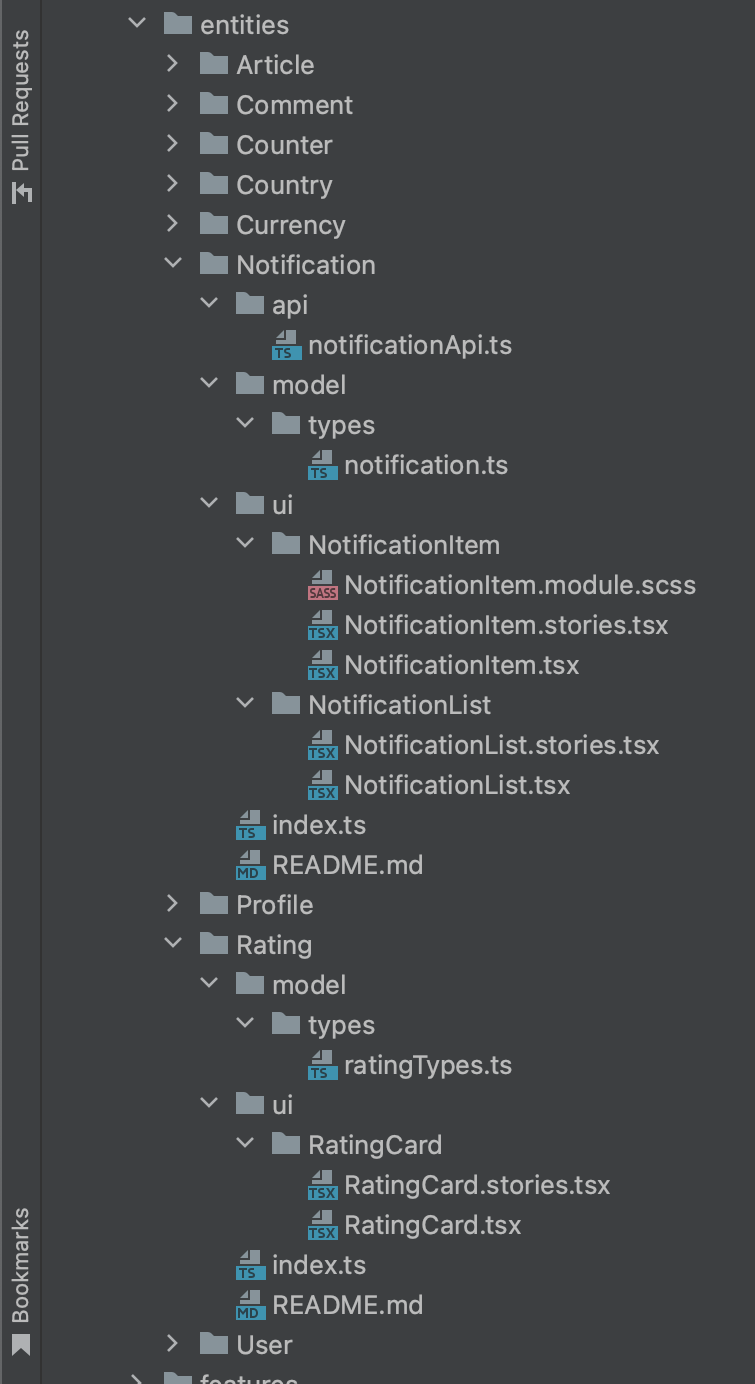 Pull Requests
entities
Article
Comment
Counter
Country
Currency
Notification
api
TS notificationApi.ts
model
types
TS notification.ts
ui
NotificationItem
SASS NotificationItem.module.scss
TSX NotificationItem.stories.tsx
TSX NotificationItem.tsx
NotificationList
TSX NotificationList.stories.tsx
TSX NotificationList.tsx
TS index.ts
MD README.md
Profile
Rating
model
types
TS ratingTypes.ts
ui
RatingCard
TSX RatingCard.stories.tsx
TSX RatingCard.tsx
TS index.ts
MD README.md
User
features
Bookmarks